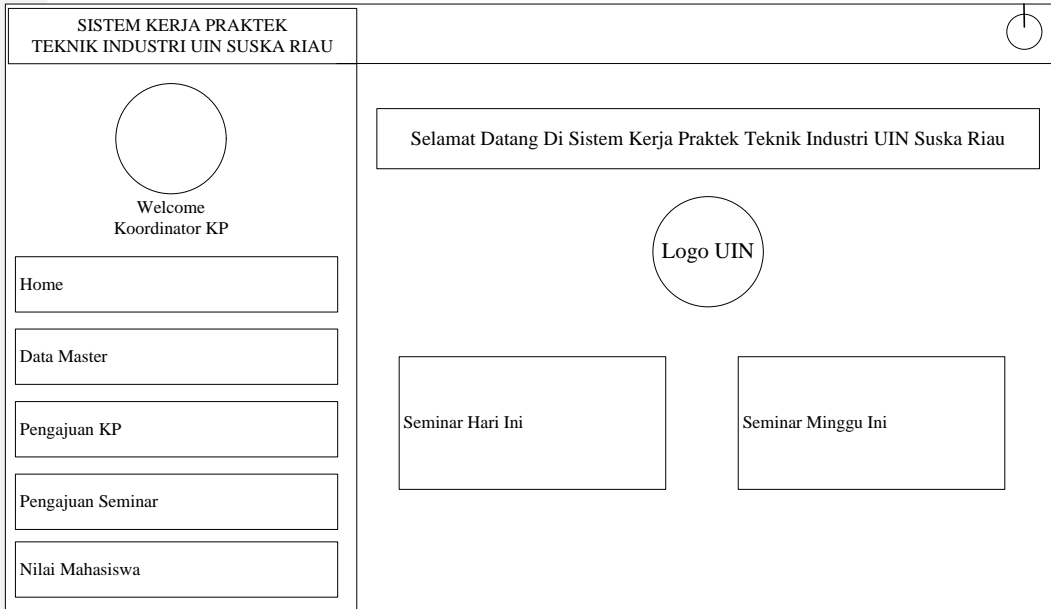 SISTEM KERJA PRAKTEK
TEKNIK INDUSTRI UIN SUSKA RIAU
Welcome
Koordinator KP
Home
Data Master
Pengajuan KP
Pengajuan Seminar
Nilai Mahasiswa
Selamat Datang Di Sistem Kerja Praktek Teknik Industri UIN Suska Riau
Logo UIN
Seminar Hari Ini
Seminar Minggu Ini